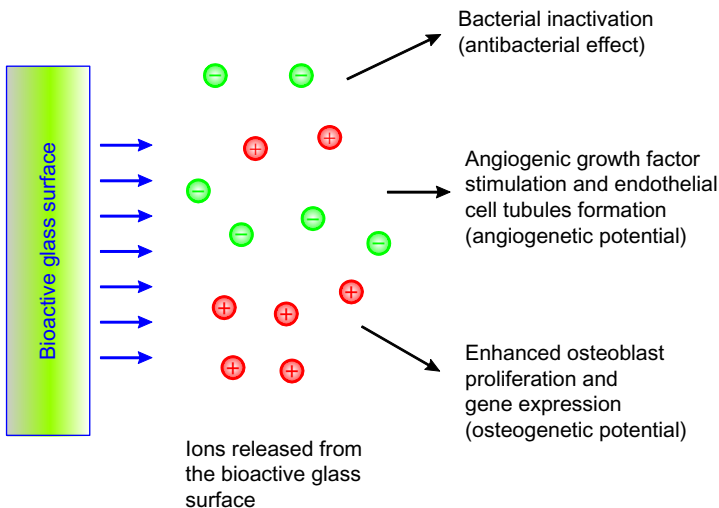 Bioactive glass surface
Bacterial inactivation
(antibacterial effect)
Angiogenic growth factor
stimulation and endothelial
cell tubules formation
(angiogenetic potential)
Enhanced osteoblast
proliferation and
gene expression
(osteogenetic potential)
Ions released from
the bioactive glass
surface